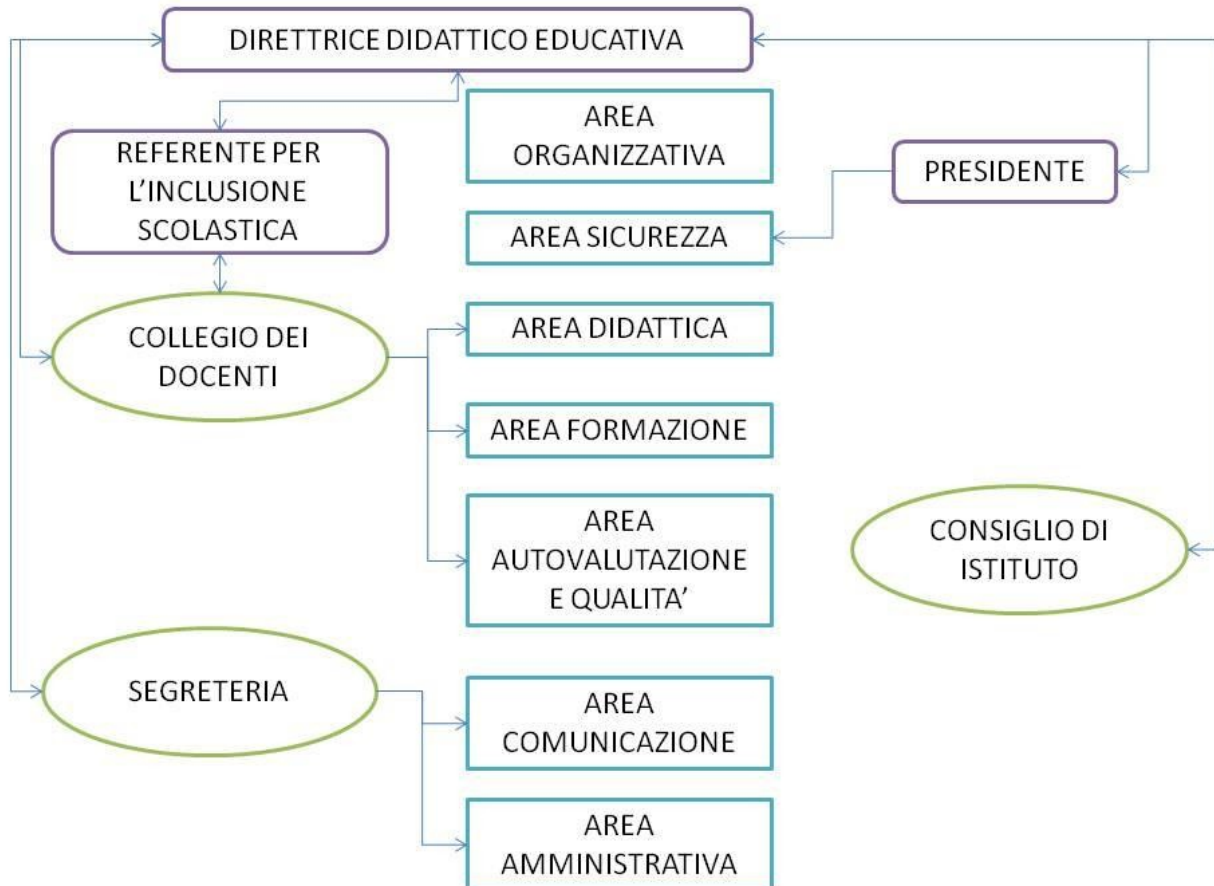 DIRETTRICE DIDATTICO EDUCATIVA
AREA
ORGANIZZATIVA
REFERENTE PER
L'INCLUSIONE
SCOLASTICA
PRESIDENTE
AREA SICUREZZA
COLLEGIO DEI
DOCENTI
AREA DIDATTICA
AREA FORMAZIONE
AREA
AUTOVALUTAZIONE
E QUALITA'
CONSIGLIO DI
ISTITUTO
SEGRETERIA
AREA
COMUNICAZIONE
AREA
AMMINISTRATIVA